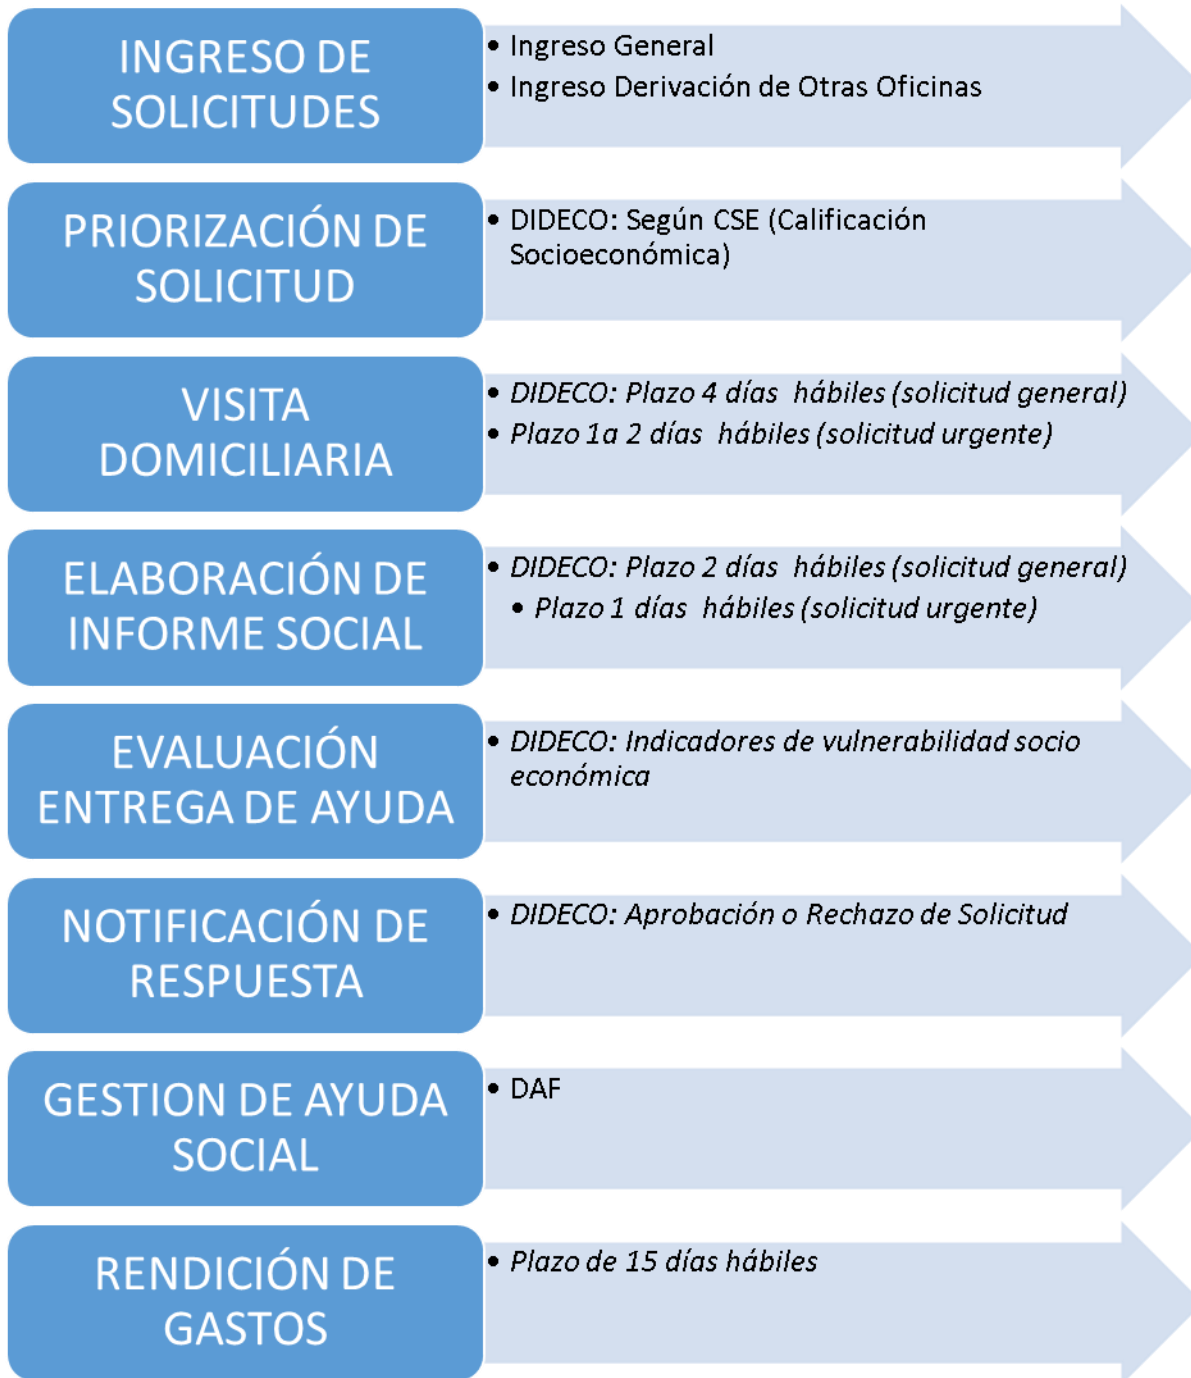 INGRESO DE
SOLICITUDES
• Ingreso General
• Ingreso Derivación de Otras Oficinas
PRIORIZACIÓN DE
SOLICITUD
• DIDECO: Según CSE (Calificación
Socioeconómica)
VISITA
DOMICILIARIA
• DIDECO: Plazo 4 días hábiles (solicitud general)
• Plazo 1a 2 días hábiles (solicitud urgente)
ELABORACIÓN DE
INFORME SOCIAL
• DIDECO: Plazo 2 días hábiles (solicitud general)
• Plazo 1 días hábiles (solicitud urgente)
EVALUACIÓN
ENTREGA DE AYUDA
• DIDECO: Indicadores de vulnerabilidad socio
económica
NOTIFICACIÓN DE
RESPUESTA
• DIDECO: Aprobación o Rechazo de Solicitud
GESTION DE AYUDA
SOCIAL
• DAF
RENDICIÓN DE
GASTOS
• Plazo de 15 días hábiles